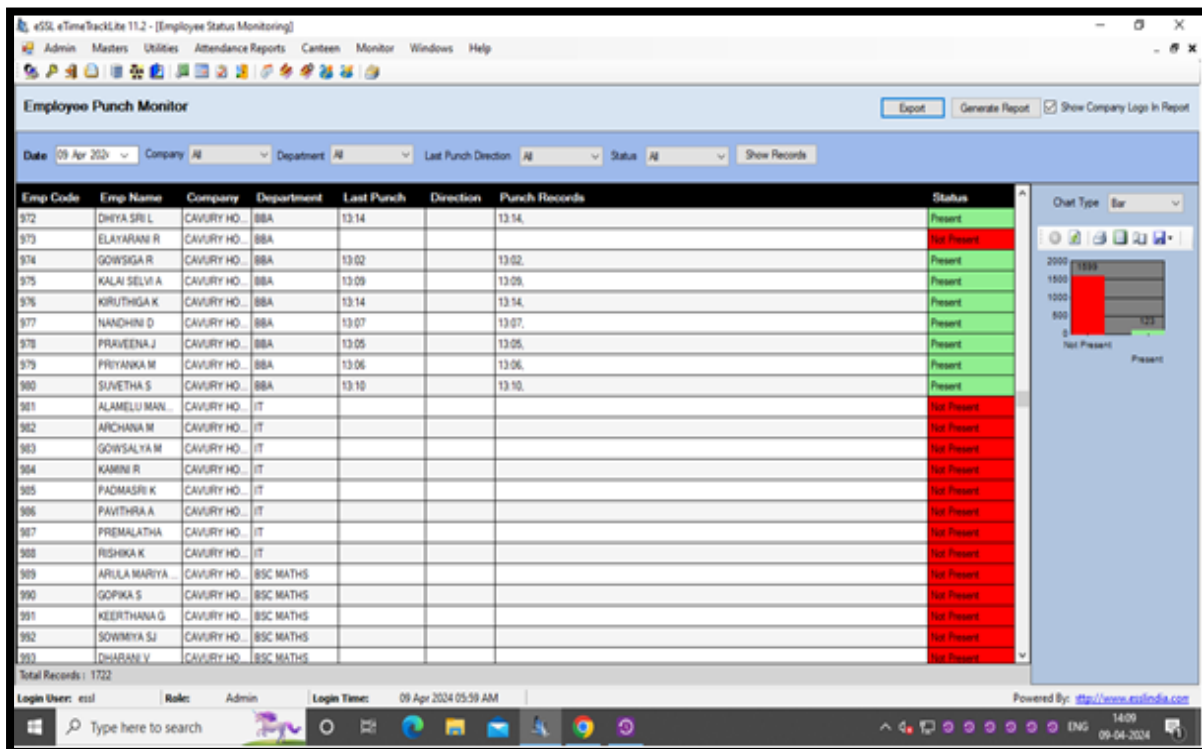 eSSL eTimeTrackLite 11.2 - [Employee Status Monitoring]
Admin Masters Utilities Attendance Reports Canteen Monitor Windows Help
Employee Punch Monitor Export Generate Report Show Company Logo In Report
Date 09 Apr 202 Company All Department All Last Punch Direction All Status All Show Records
Emp Code Emp Name Company Department Last Punch Direction Punch Records Status
972 DHIYA SRI L CAVURY HO... BBA 13:14 13:14, Present
973 ELAYARANI R CAVURY HO... BBA Not Present
974 GOWSIGA R CAVURY HO... BBA 13:02 13:02, Present
975 KALAI SELVI A CAVURY HO... BBA 13:09 13:09, Present
976 KIRUTHIGA K CAVURY HO... BBA 13:14 13:14, Present
977 NANDHINI D CAVURY HO... BBA 13:07 13:07, Present
978 PRAVEENA J CAVURY HO... BBA 13:05 13:05, Present
979 PRIYANKA M CAVURY HO... BBA 13:06 13:06, Present
980 SUVETHA S CAVURY HO... BBA 13:10 13:10, Present
981 ALAMELU MAN... CAVURY HO... IT Not Present
982 ARCHANA M CAVURY HO... IT Not Present
983 GOWSALYA M CAVURY HO... IT Not Present
984 KAMINI R CAVURY HO... IT Not Present
985 PADMASRI K CAVURY HO... IT Not Present
986 PAVITHRA A CAVURY HO... IT Not Present
987 PREMALATHA CAVURY HO... IT Not Present
988 RISHIKA K CAVURY HO... IT Not Present
989 ARULA MARIYA ... CAVURY HO... BSC MATHS Not Present
990 GOPIKA S CAVURY HO... BSC MATHS Not Present
991 KEERTHANA G CAVURY HO... BSC MATHS Not Present
992 SOWMIYA SJ CAVURY HO... BSC MATHS Not Present
993 DHARANI V CAVURY HO... BSC MATHS Not Present
Chart Type Bar
2000
1599
1500
1000
500
123
0
Not Present
Present
Total Records : 1722
Login User: essl Role: Admin Login Time: 09 Apr 2024 05:59 AM Powered By: http://www.esslindia.com
Type here to search ENG 14:09
09-04-2024